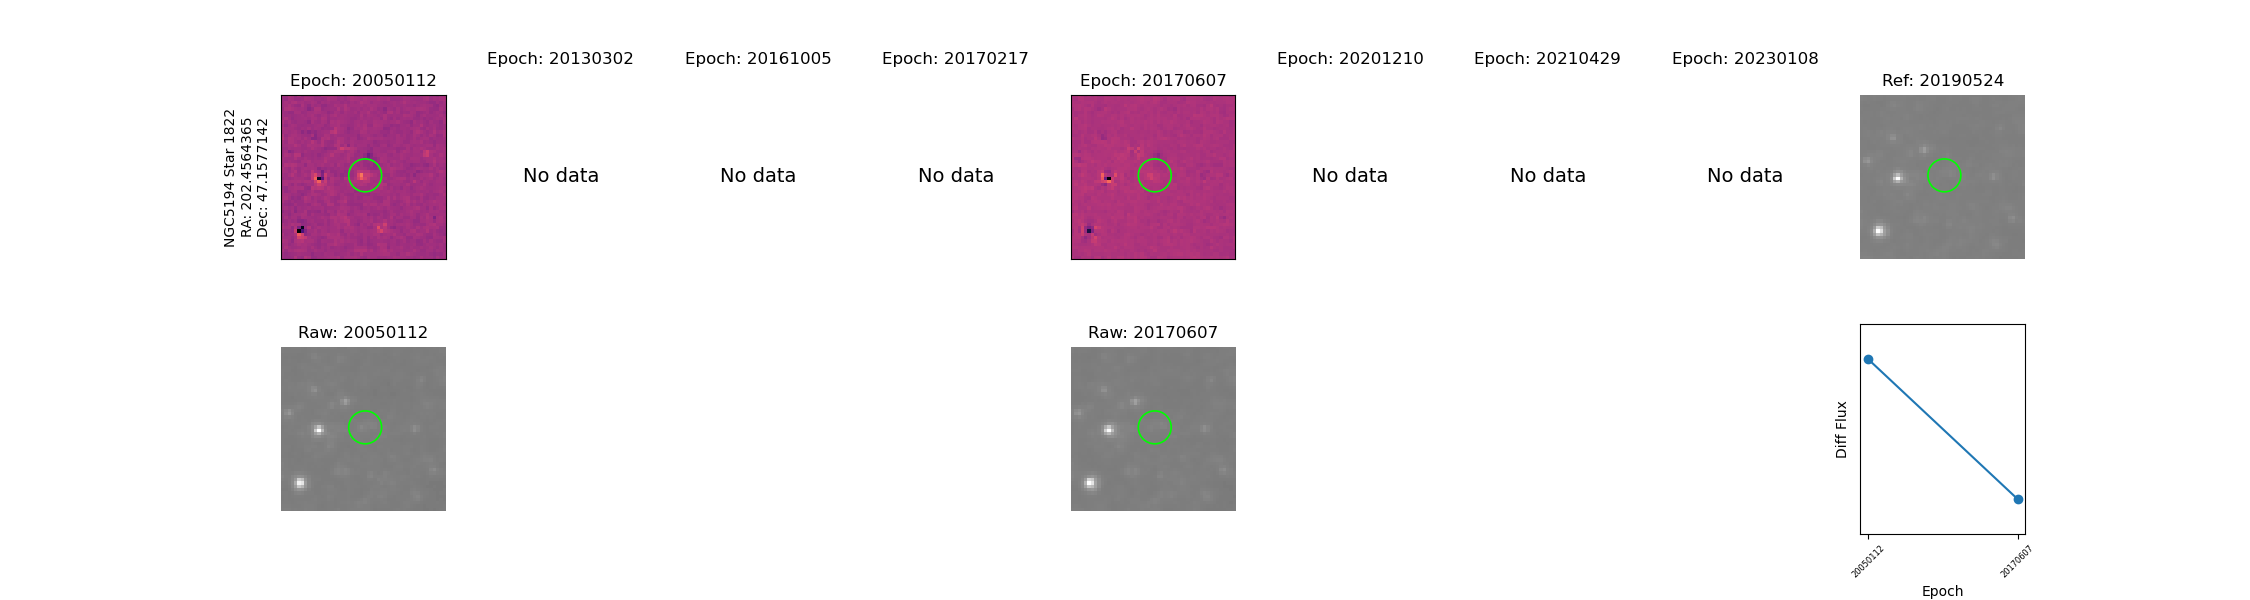 Epoch: 20050112
Epoch: 20130302
Epoch: 20161005
Epoch: 20170217
Epoch: 20170607
Epoch: 20201210
Epoch: 20210429
Epoch: 20230108
Ref: 20190524
NGC5194 Star 1822
RA: 202.4564365
Dec: 47.1577142
No data
No data
No data
No data
No data
No data
Raw: 20050112
Raw: 20170607
Diff Flux
20050112
20170607
Epoch